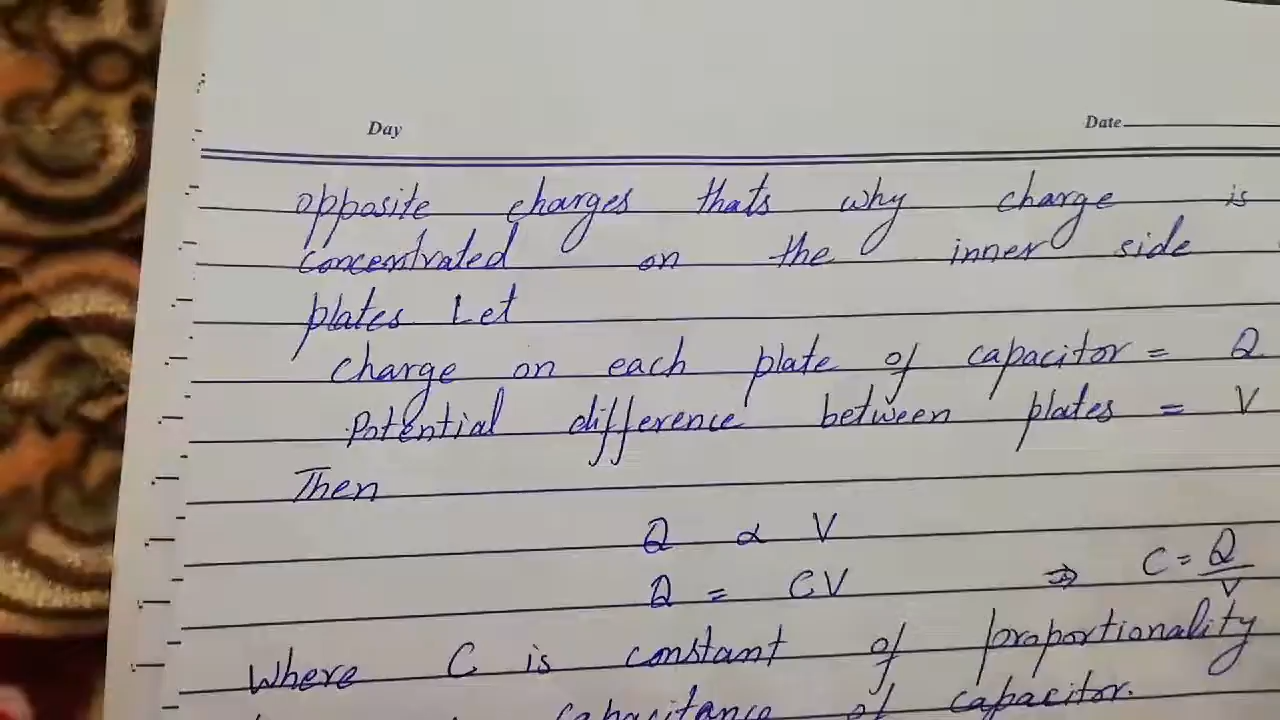 Day Date
opposite charges thats why charge is
concentrated on the inner side
plates Let
charge on each plate of capacitor = Q
Potential difference between plates = V
Then
Q α V
Q = CV ⇒ C = Q/V
Where C is constant of proportionality
capacitance of capacitor.